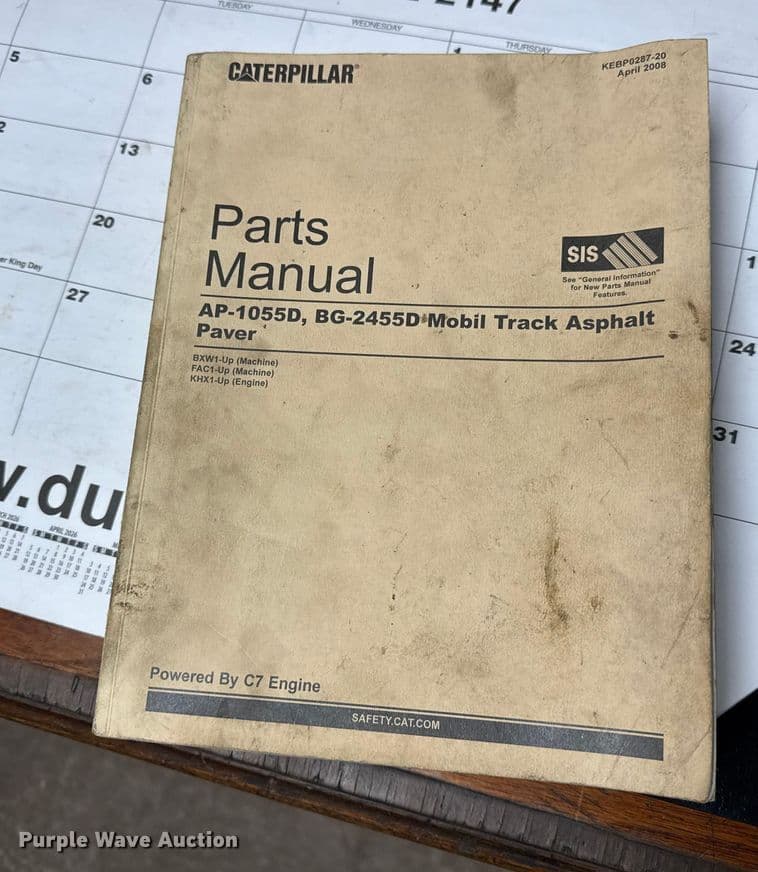 2147
TUESDAY
WEDNESDAY
THURSDAY
5
6
13
20
27
24
31
er King Day
CATERPILLAR®
KEBP0287-20
April 2008
Parts
Manual
SIS
See "General Information"
for New Parts Manual
Features.
AP-1055D, BG-2455D Mobil Track Asphalt
Paver
BXW1-Up (Machine)
FAC1-Up (Machine)
KHX1-Up (Engine)
.du
APRIL 2026
Powered By C7 Engine
SAFETY.CAT.COM
Purple Wave Auction